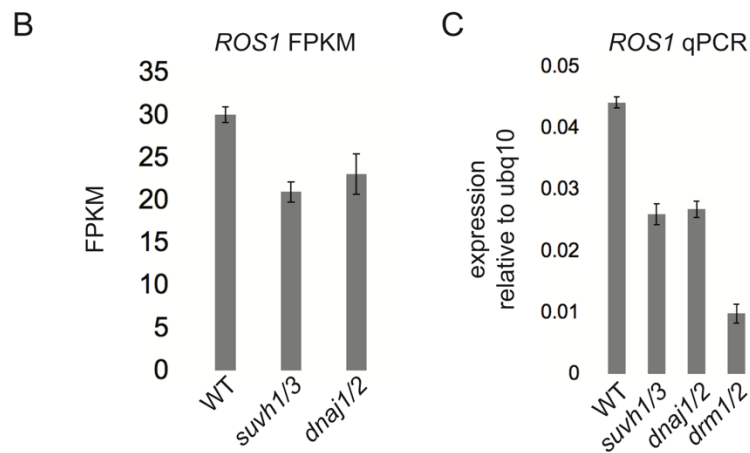 B
ROS1 FPKM
FPKM
35
30
25
20
15
10
5
0
WT
suvh1/3
dnaj1/2
C
ROS1 qPCR
expression
relative to ubq10
0.05
0.04
0.03
0.02
0.01
0
WT
suvh1/3
dnaj1/2
drm1/2